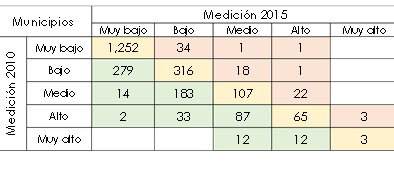 Municipios Medición 2015
Muy bajo Bajo Medio Alto Muy alto
Medición 2010
Muy bajo 1,252 34 1 1
Bajo 279 316 18 1
Medio 14 183 107 22
Alto 2 33 87 65 3
Muy alto 12 12 3